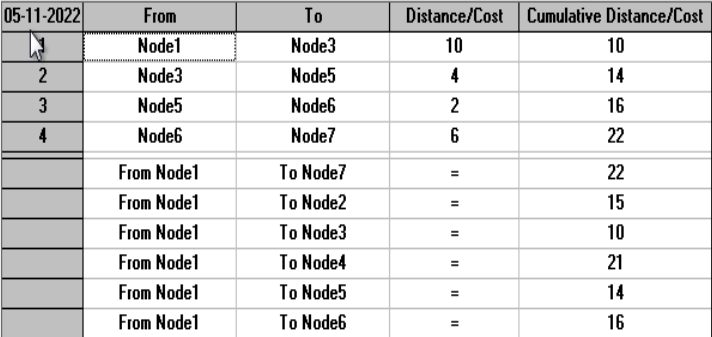 05-11-2022 From To Distance/Cost Cumulative Distance/Cost
1 Node1 Node3 10 10
2 Node3 Node5 4 14
3 Node5 Node6 2 16
4 Node6 Node7 6 22
From Node1 To Node7 = 22
From Node1 To Node2 = 15
From Node1 To Node3 = 10
From Node1 To Node4 = 21
From Node1 To Node5 = 14
From Node1 To Node6 = 16